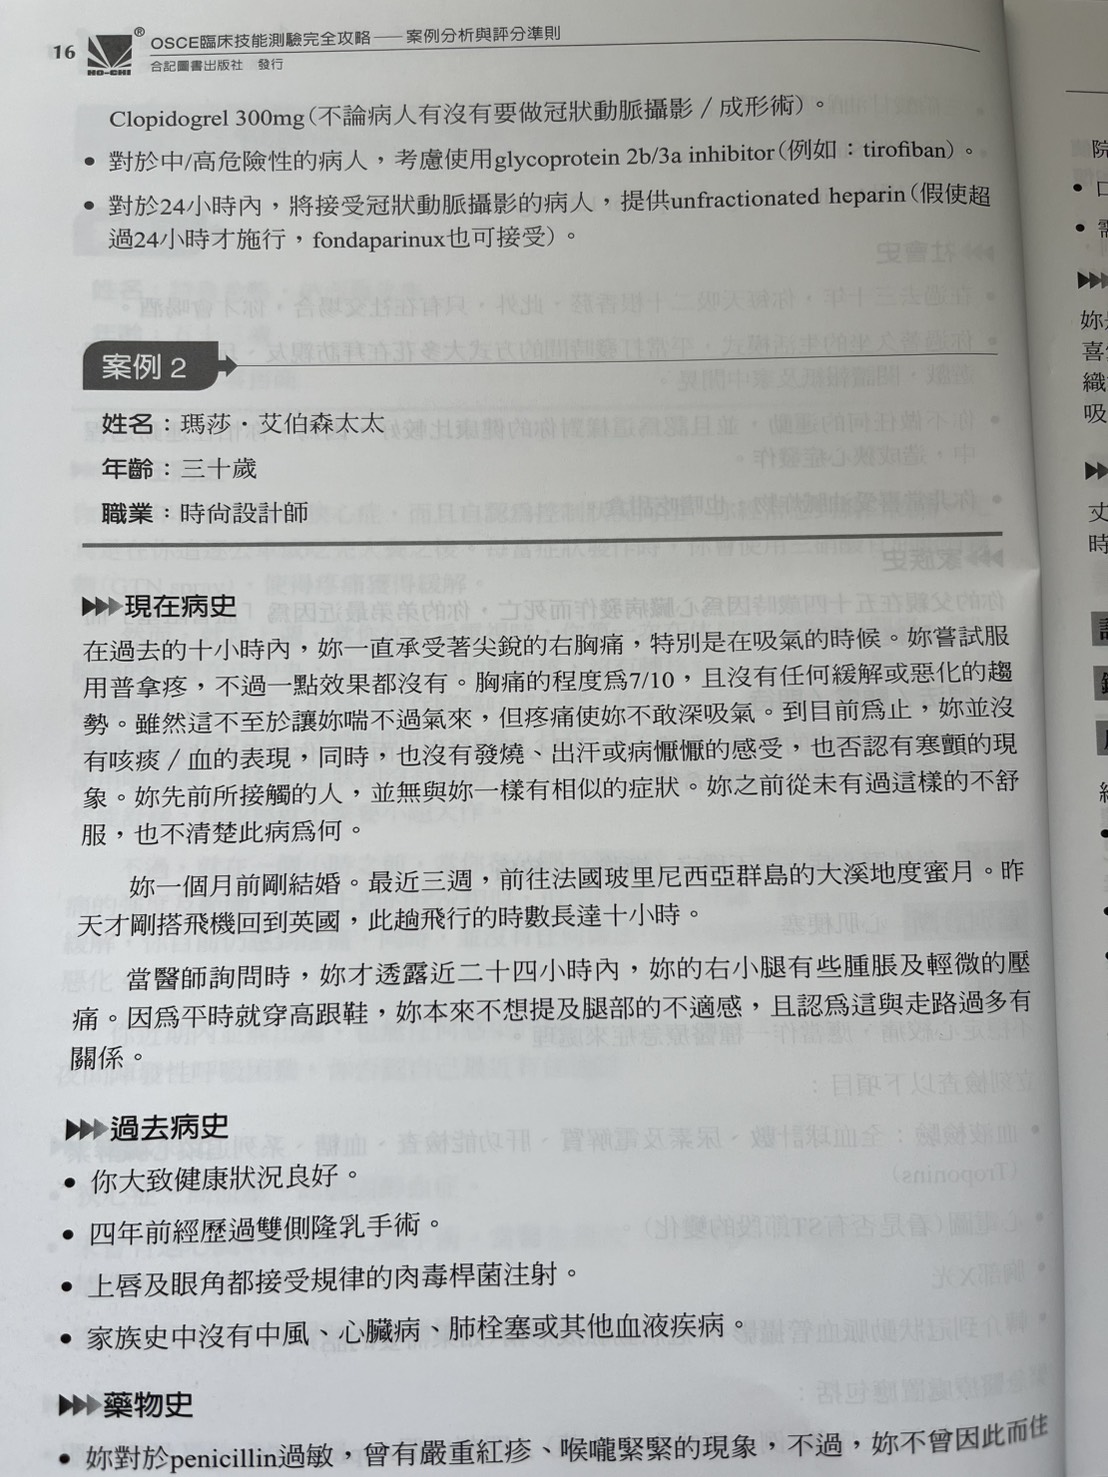 16
HO-CHI
®
OSCE臨床技能測驗完全攻略——案例分析與評分準則
合記圖書出版社 發行
Clopidogrel 300mg(不論病人有沒有要做冠狀動脈攝影/成形術)。
• 對於中/高危險性的病人,考慮使用glycoprotein 2b/3a inhibitor(例如:tirofiban)。
• 對於24小時內,將接受冠狀動脈攝影的病人,提供unfractionated heparin(假使超
過24小時才施行,fondaparinux也可接受)。
案例 2
姓名:瑪莎·艾伯森太太
年齡:三十歲
職業:時尚設計師
現在病史
在過去的十小時內,妳一直承受著尖銳的右胸痛,特別是在吸氣的時候。妳嘗試服
用普拿疼,不過一點效果都沒有。胸痛的程度為7/10,且沒有任何緩解或惡化的趨
勢。雖然這不至於讓妳喘不過氣來,但疼痛使妳不敢深吸氣。到目前為止,妳並沒
有咳痰/血的表現,同時,也沒有發燒、出汗或病懨懨的感受,也否認有寒顫的現
象。妳先前所接觸的人,並無與妳一樣有相似的症狀。妳之前從未有過這樣的不舒
服,也不清楚此病為何。
妳一個月前剛結婚。最近三週,前往法國玻里尼西亞群島的大溪地度蜜月。昨
天才剛搭飛機回到英國,此趟飛行的時數長達十小時。
當醫師詢問時,妳才透露近二十四小時內,妳的右小腿有些腫脹及輕微的壓
痛。因為平時就穿高跟鞋,妳本來不想提及腿部的不適感,且認為這與走路過多有
關係。
過去病史
• 你大致健康狀況良好。
• 四年前經歷過雙側隆乳手術。
• 上唇及眼角都接受規律的肉毒桿菌注射。
• 家族史中沒有中風、心臟病、肺栓塞或其他血液疾病。
藥物史
• 妳對於penicillin過敏,曾有嚴重紅疹、喉嚨緊緊的現象,不過,妳不曾因此而住